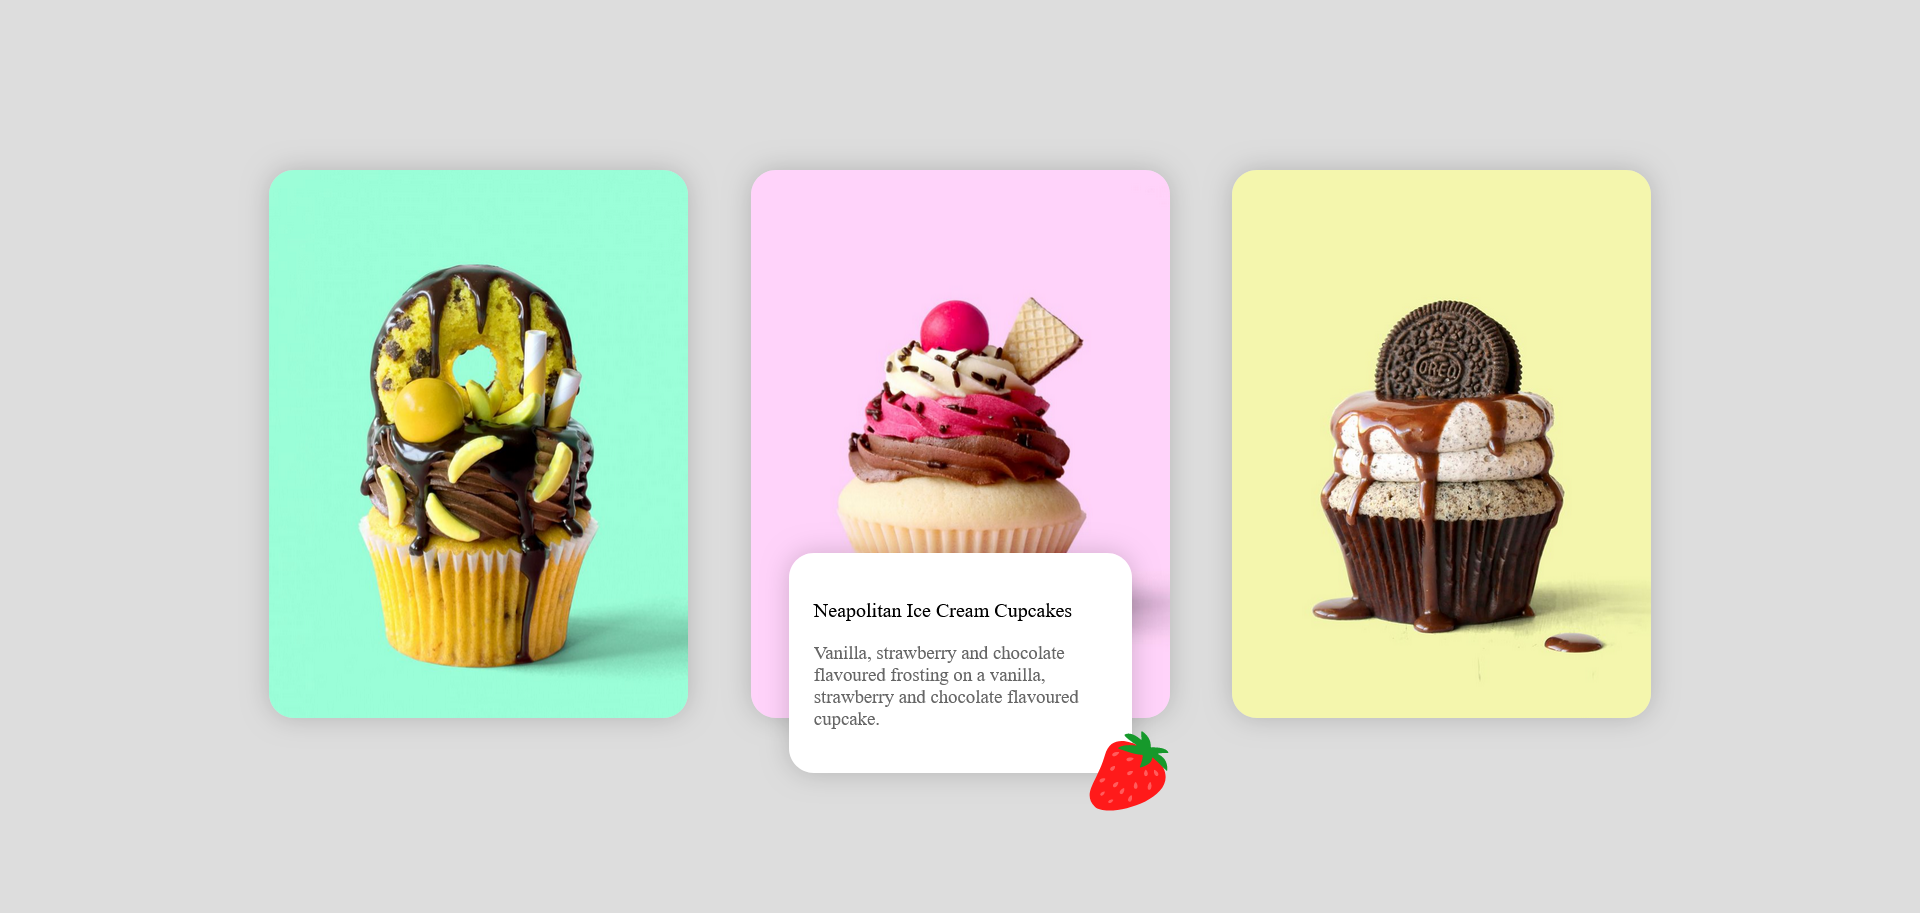 OREO
Neapolitan Ice Cream Cupcakes
Vanilla, strawberry and chocolate
flavoured frosting on a vanilla,
strawberry and chocolate flavoured
cupcake.